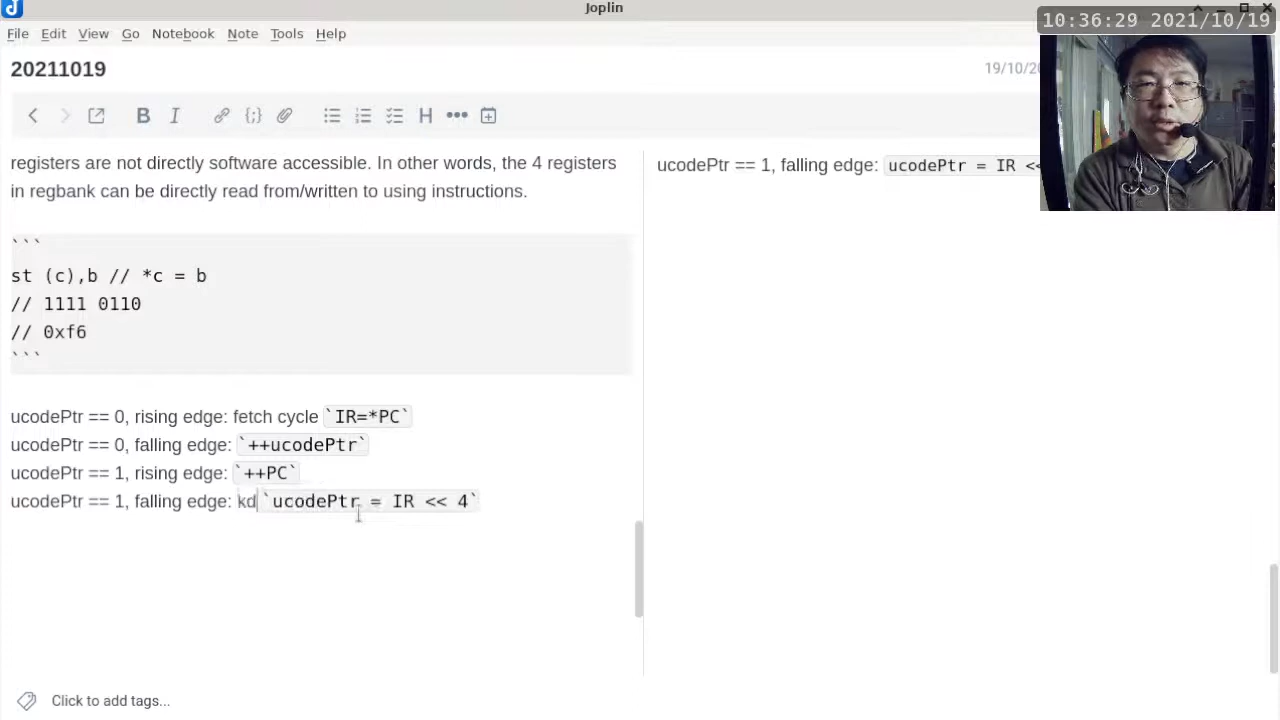 Joplin
10:36:29 2021/10/19
File Edit View Go Notebook Note Tools Help
20211019
19/10/20
B I {;} H
registers are not directly software accessible. In other words, the 4 registers
in regbank can be directly read from/written to using instructions.
```
st (c),b // *c = b
// 1111 0110
// 0xf6
```
ucodePtr == 0, rising edge: fetch cycle `IR=*PC`
ucodePtr == 0, falling edge: `++ucodePtr`
ucodePtr == 1, rising edge: `++PC`
ucodePtr == 1, falling edge: kd `ucodePtr = IR << 4`
ucodePtr == 1, falling edge: ucodePtr = IR <<
Click to add tags...